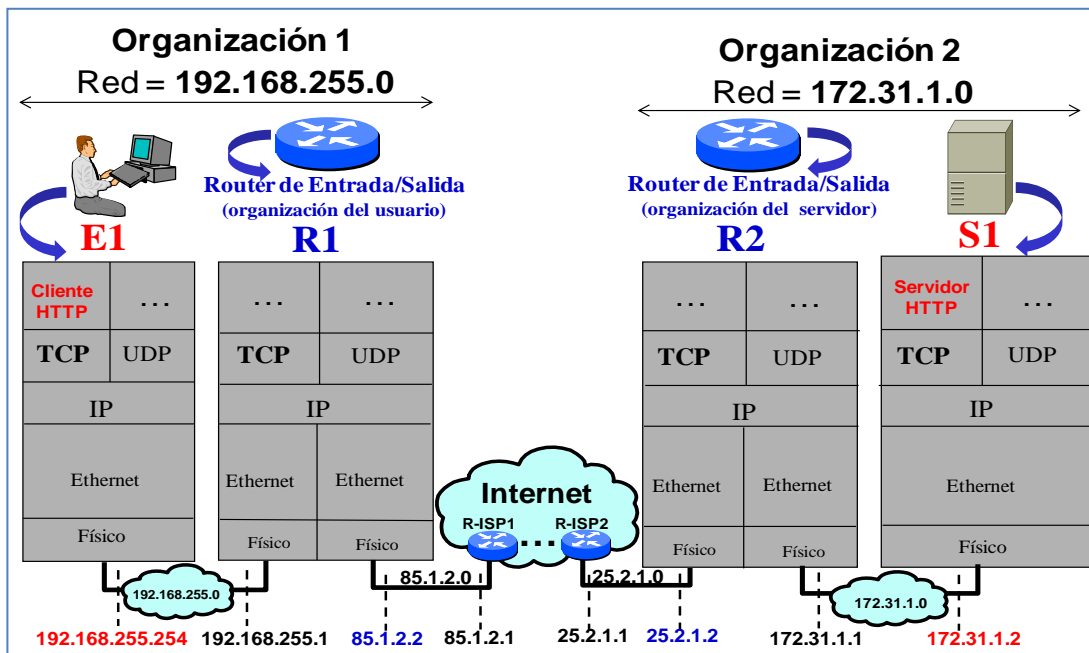 Organización 1
Red = 192.168.255.0
Organización 2
Red = 172.31.1.0
Router de Entrada/Salida
(organización del usuario)
Router de Entrada/Salida
(organización del servidor)
E1
R1
R2
S1
Cliente
HTTP
...
TCP
UDP
IP
Ethernet
Físico
...
...
TCP
UDP
IP
Ethernet
Ethernet
Físico
Físico
Internet
R-ISP1
...
R-ISP2
...
...
TCP
UDP
IP
Ethernet
Ethernet
Físico
Físico
Servidor
HTTP
...
TCP
UDP
IP
Ethernet
Físico
192.168.255.0
85.1.2.0
25.2.1.0
172.31.1.0
192.168.255.254
192.168.255.1
85.1.2.2
85.1.2.1
25.2.1.1
25.2.1.2
172.31.1.1
172.31.1.2